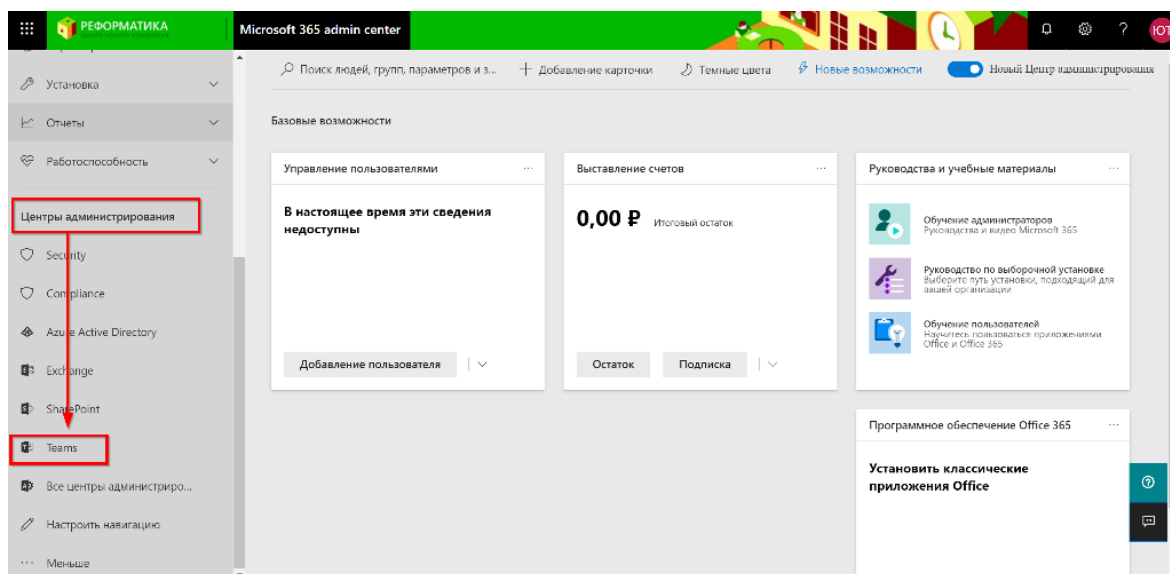 РЕФОРМАТИКА
Microsoft 365 admin center
ЮТ
Поиск людей, групп, параметров и з...
Добавление карточки
Темные цвета
Новые возможности
Новый Центр администрирования
Установка
Отчеты
Работоспособность
Центры администрирования
Security
Compliance
Azure Active Directory
Exchange
SharePoint
Teams
Все центры администриро...
Настроить навигацию
Меньше
Базовые возможности
Управление пользователями
В настоящее время эти сведения
недоступны
Добавление пользователя
Выставление счетов
0,00 ₽ Итоговый остаток
Остаток
Подписка
Руководства и учебные материалы
Обучение администраторов
Руководства и видео Microsoft 365
Руководство по выборочной установке
Выберите путь установки, подходящий для
вашей организации
Обучение пользователей
Научитесь пользоваться приложениями
Office и Office 365
Программное обеспечение Office 365
Установить классические
приложения Office